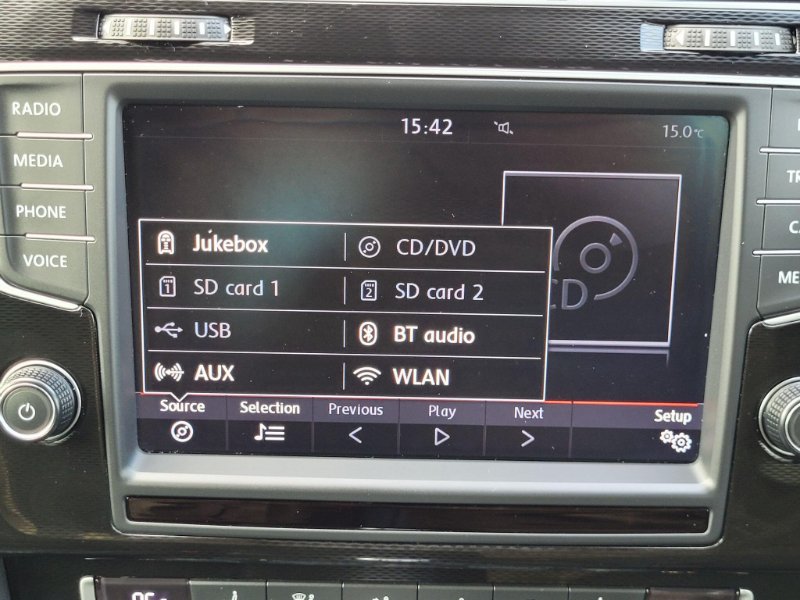 15:42 15.0°C
RADIO
MEDIA
PHONE
VOICE
Jukebox CD/DVD
SD card 1 SD card 2
USB BT audio
AUX WLAN
CD
Source Selection Previous Play Next Setup